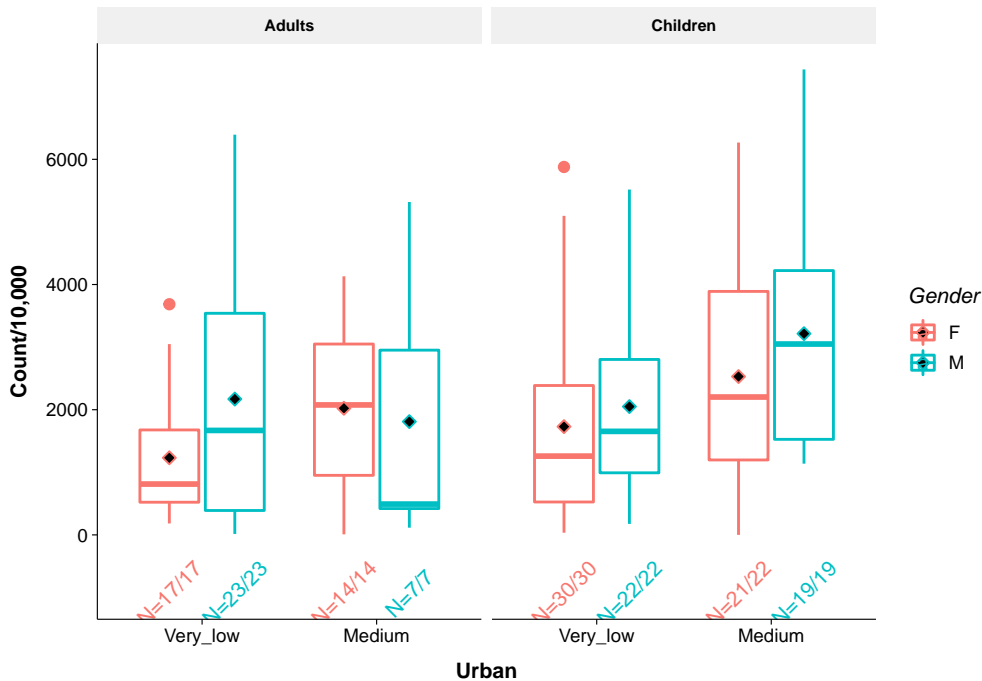 Adults
Children
Count/10,000
6000
4000
2000
0
N=17/17
N=23/23
N=14/14
N=7/7
N=30/30
N=22/22
N=21/22
N=19/19
Very_low
Medium
Very_low
Medium
Urban
Gender
F
M